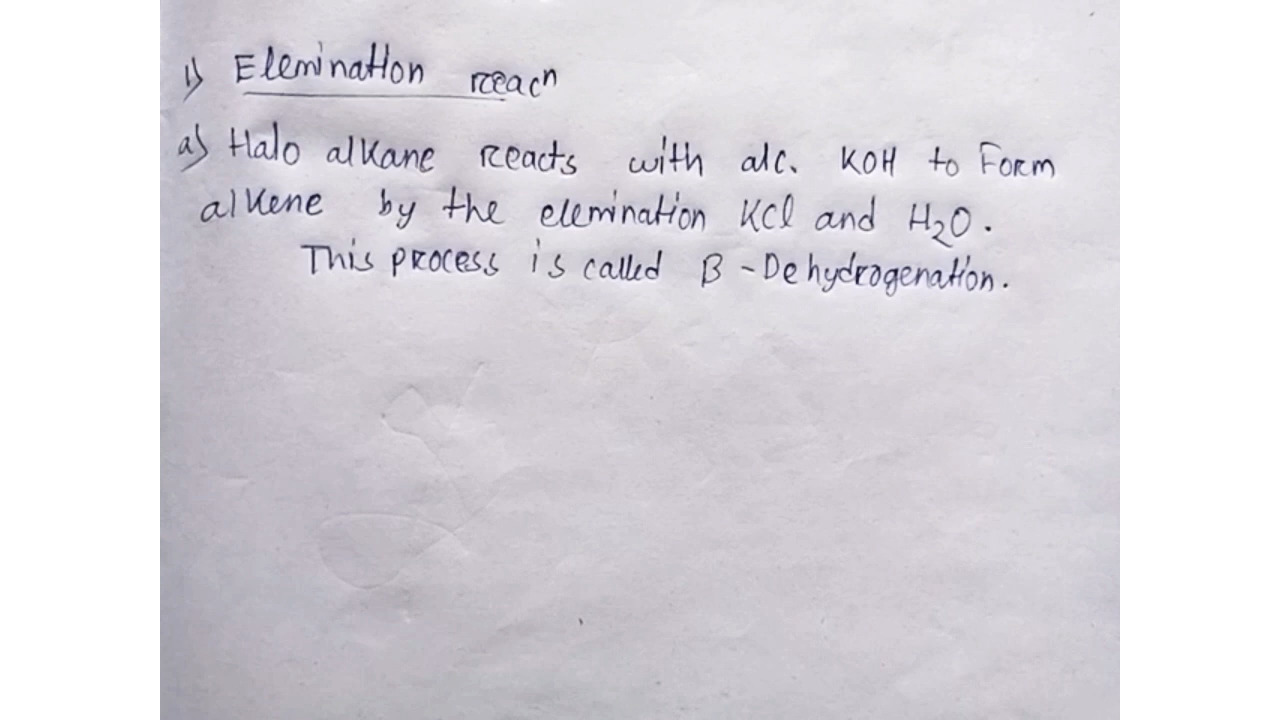 1) Elemination reacn
a) Halo alkane reacts with alc. KOH to Form
alkene by the elemination KCl and H₂O.
This process is called β-Dehydrogenation.